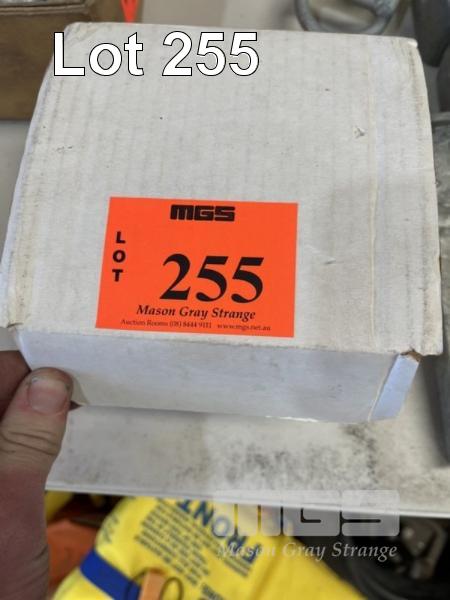 Lot 255
MGS
LOT
255
Mason Gray Strange
Auction Rooms (08) 8444 9111 www.mgs.net.au
FRONT
MGS
Mason Gray Strange